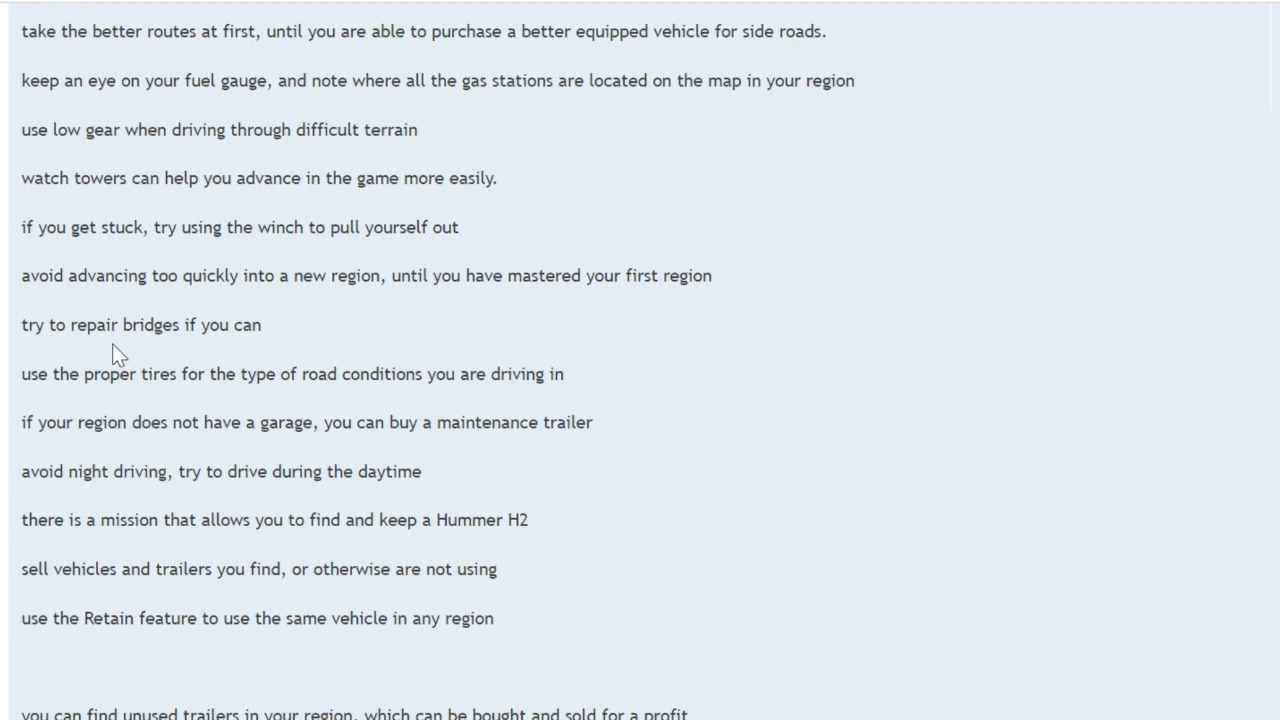 take the better routes at first, until you are able to purchase a better equipped vehicle for side roads.
keep an eye on your fuel gauge, and note where all the gas stations are located on the map in your region
use low gear when driving through difficult terrain
watch towers can help you advance in the game more easily.
if you get stuck, try using the winch to pull yourself out
avoid advancing too quickly into a new region, until you have mastered your first region
try to repair bridges if you can
use the proper tires for the type of road conditions you are driving in
if your region does not have a garage, you can buy a maintenance trailer
avoid night driving, try to drive during the daytime
there is a mission that allows you to find and keep a Hummer H2
sell vehicles and trailers you find, or otherwise are not using
use the Retain feature to use the same vehicle in any region
you can find unused trailers in your region, which can be bought and sold for a profit